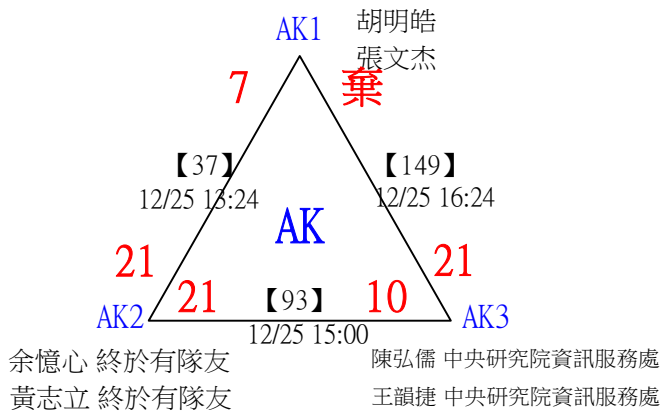 AK1
胡明皓
張文杰
7
棄
【37】
12/25 13:24
【149】
12/25 16:24
AK
21
21
21
10
【93】
12/25 15:00
AK2
AK3
余憶心 終於有隊友
黃志立 終於有隊友
陳弘儒 中央研究院資訊服務處
王韻捷 中央研究院資訊服務處